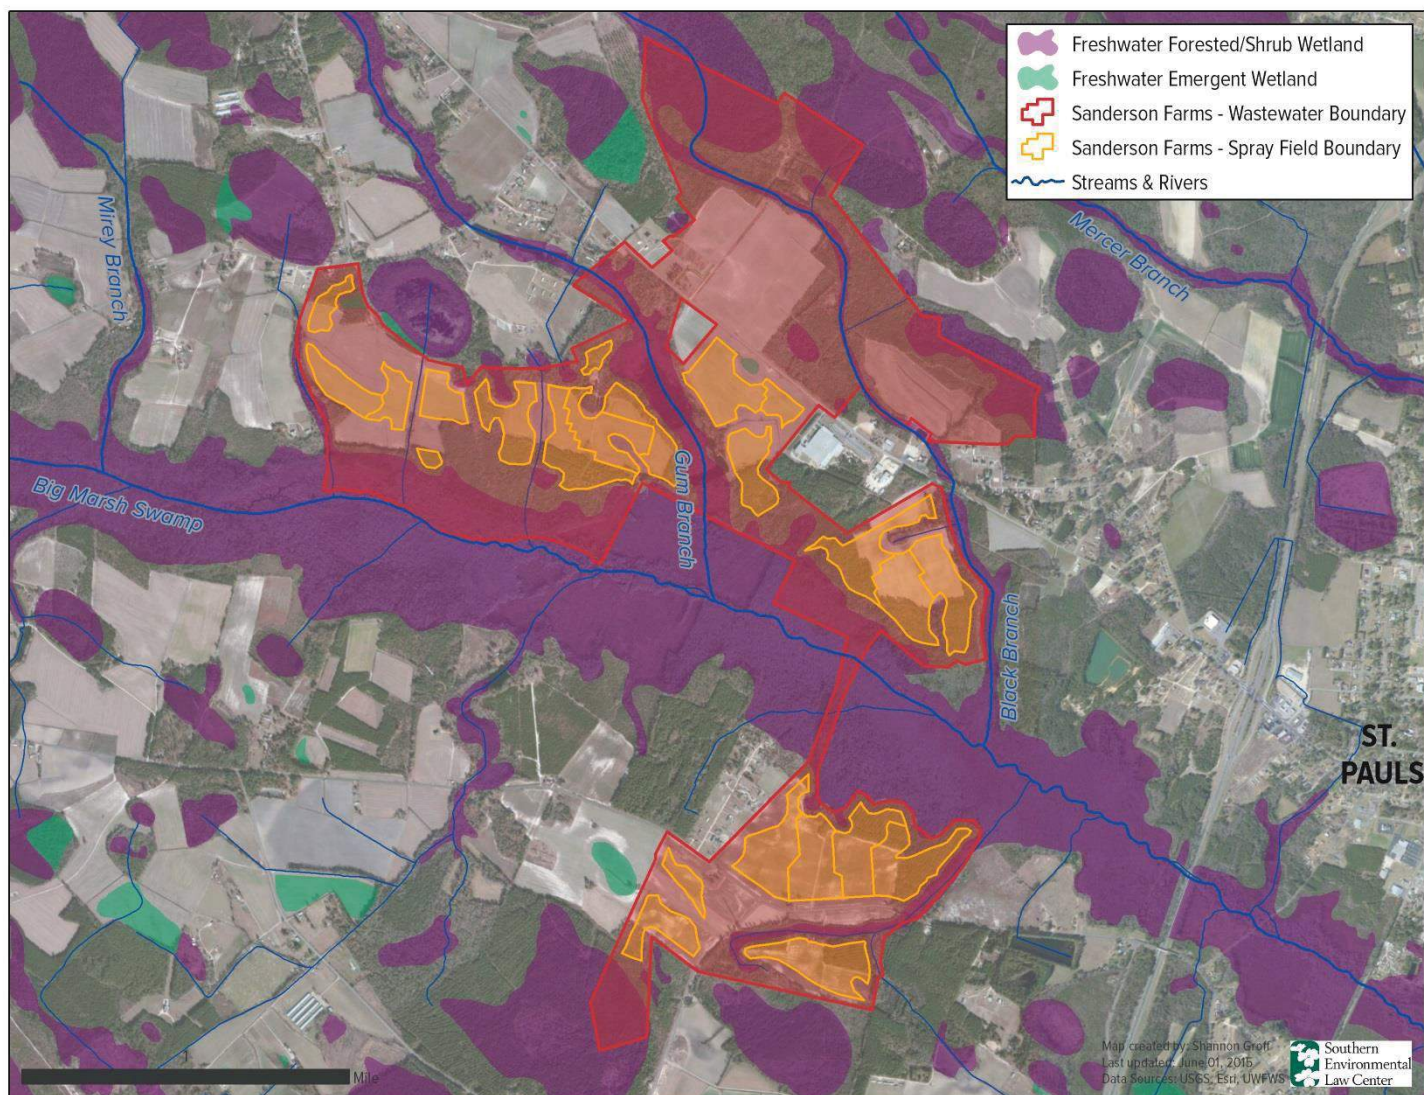 Freshwater Forested/Shrub Wetland
Freshwater Emergent Wetland
Sanderson Farms - Wastewater Boundary
Sanderson Farms - Spray Field Boundary
Streams & Rivers
Mirey Branch
Mercer Branch
Big Marsh Swamp
Gum Branch
Black Branch
ST.
PAULS
1
Mile
Map created by: Shannon Groff
Last updated: June 01, 2015
Data Sources: USGS, Esri, UWFWS
Southern
Environmental
Law Center